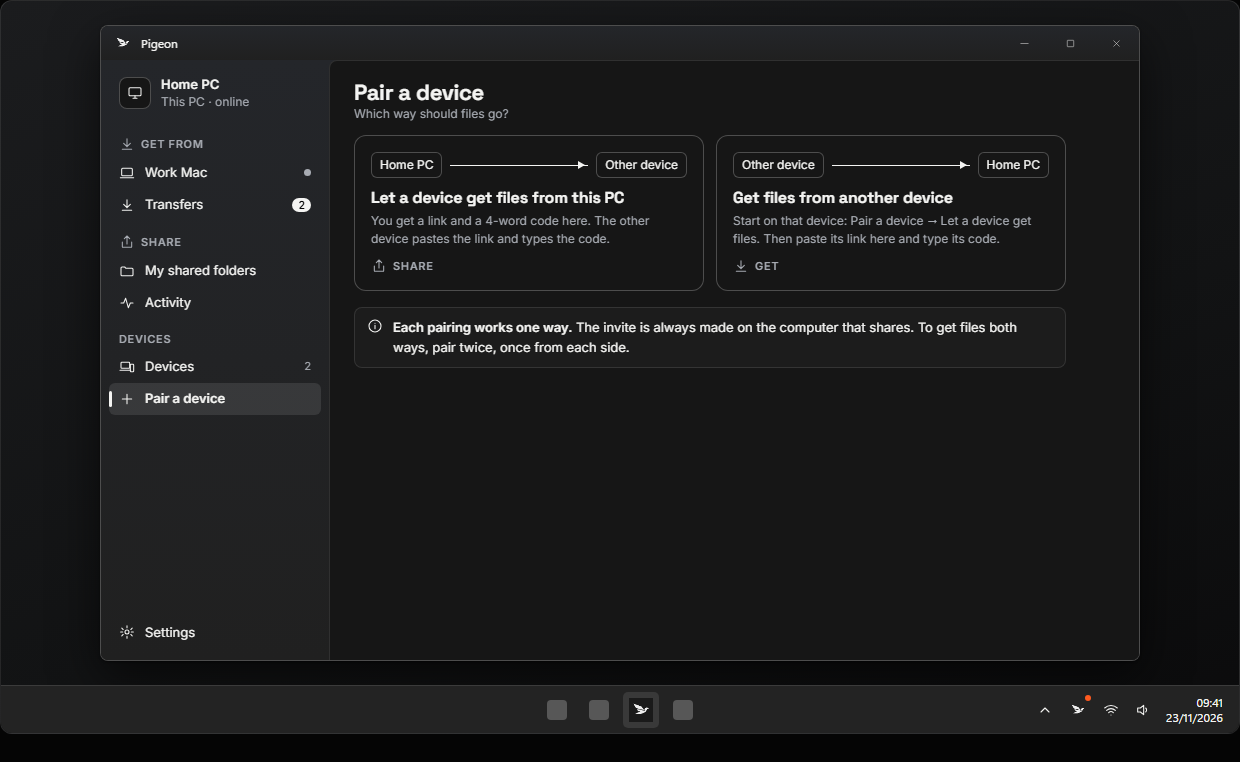 Pigeon
Home PC
This PC · online
GET FROM
Work Mac
Transfers
2
SHARE
My shared folders
Activity
DEVICES
Devices
2
Pair a device
Settings
Pair a device
Which way should files go?
Home PC
Other device
Let a device get files from this PC
You get a link and a 4-word code here. The other
device pastes the link and types the code.
SHARE
Other device
Home PC
Get files from another device
Start on that device: Pair a device → Let a device get
files. Then paste its link here and type its code.
GET
Each pairing works one way. The invite is always made on the computer that shares. To get files both
ways, pair twice, once from each side.
09:41
23/11/2026